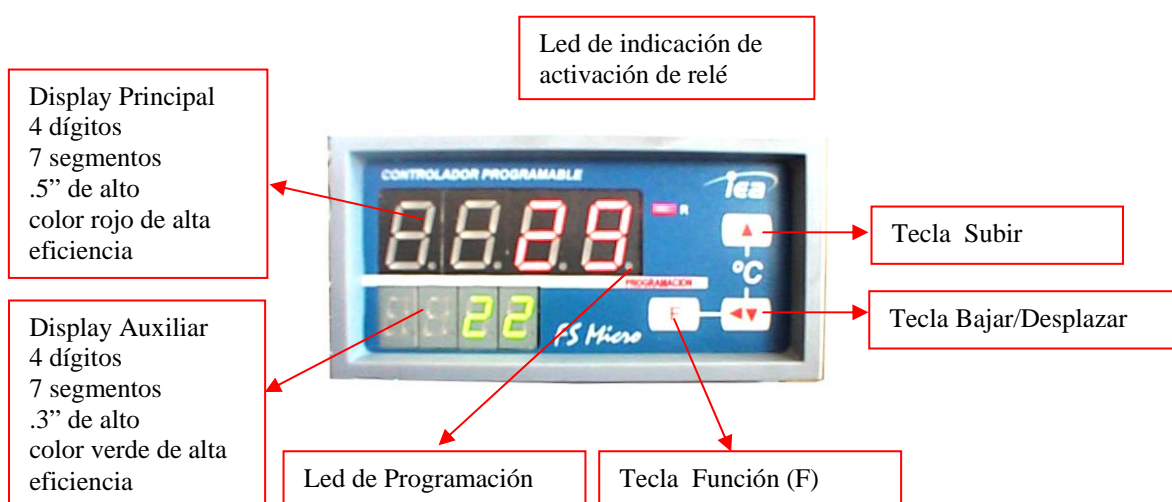 Led de indicación de
activación de relé
Display Principal
4 dígitos
7 segmentos
.5” de alto
color rojo de alta
eficiencia
CONTROLADOR PROGRAMABLE
iea
29
R
Tecla Subir
°C
PROGRAMACION
Display Auxiliar
4 dígitos
7 segmentos
.3” de alto
color verde de alta
eficiencia
22
FS Micro
F
Tecla Bajar/Desplazar
Led de Programación
Tecla Función (F)